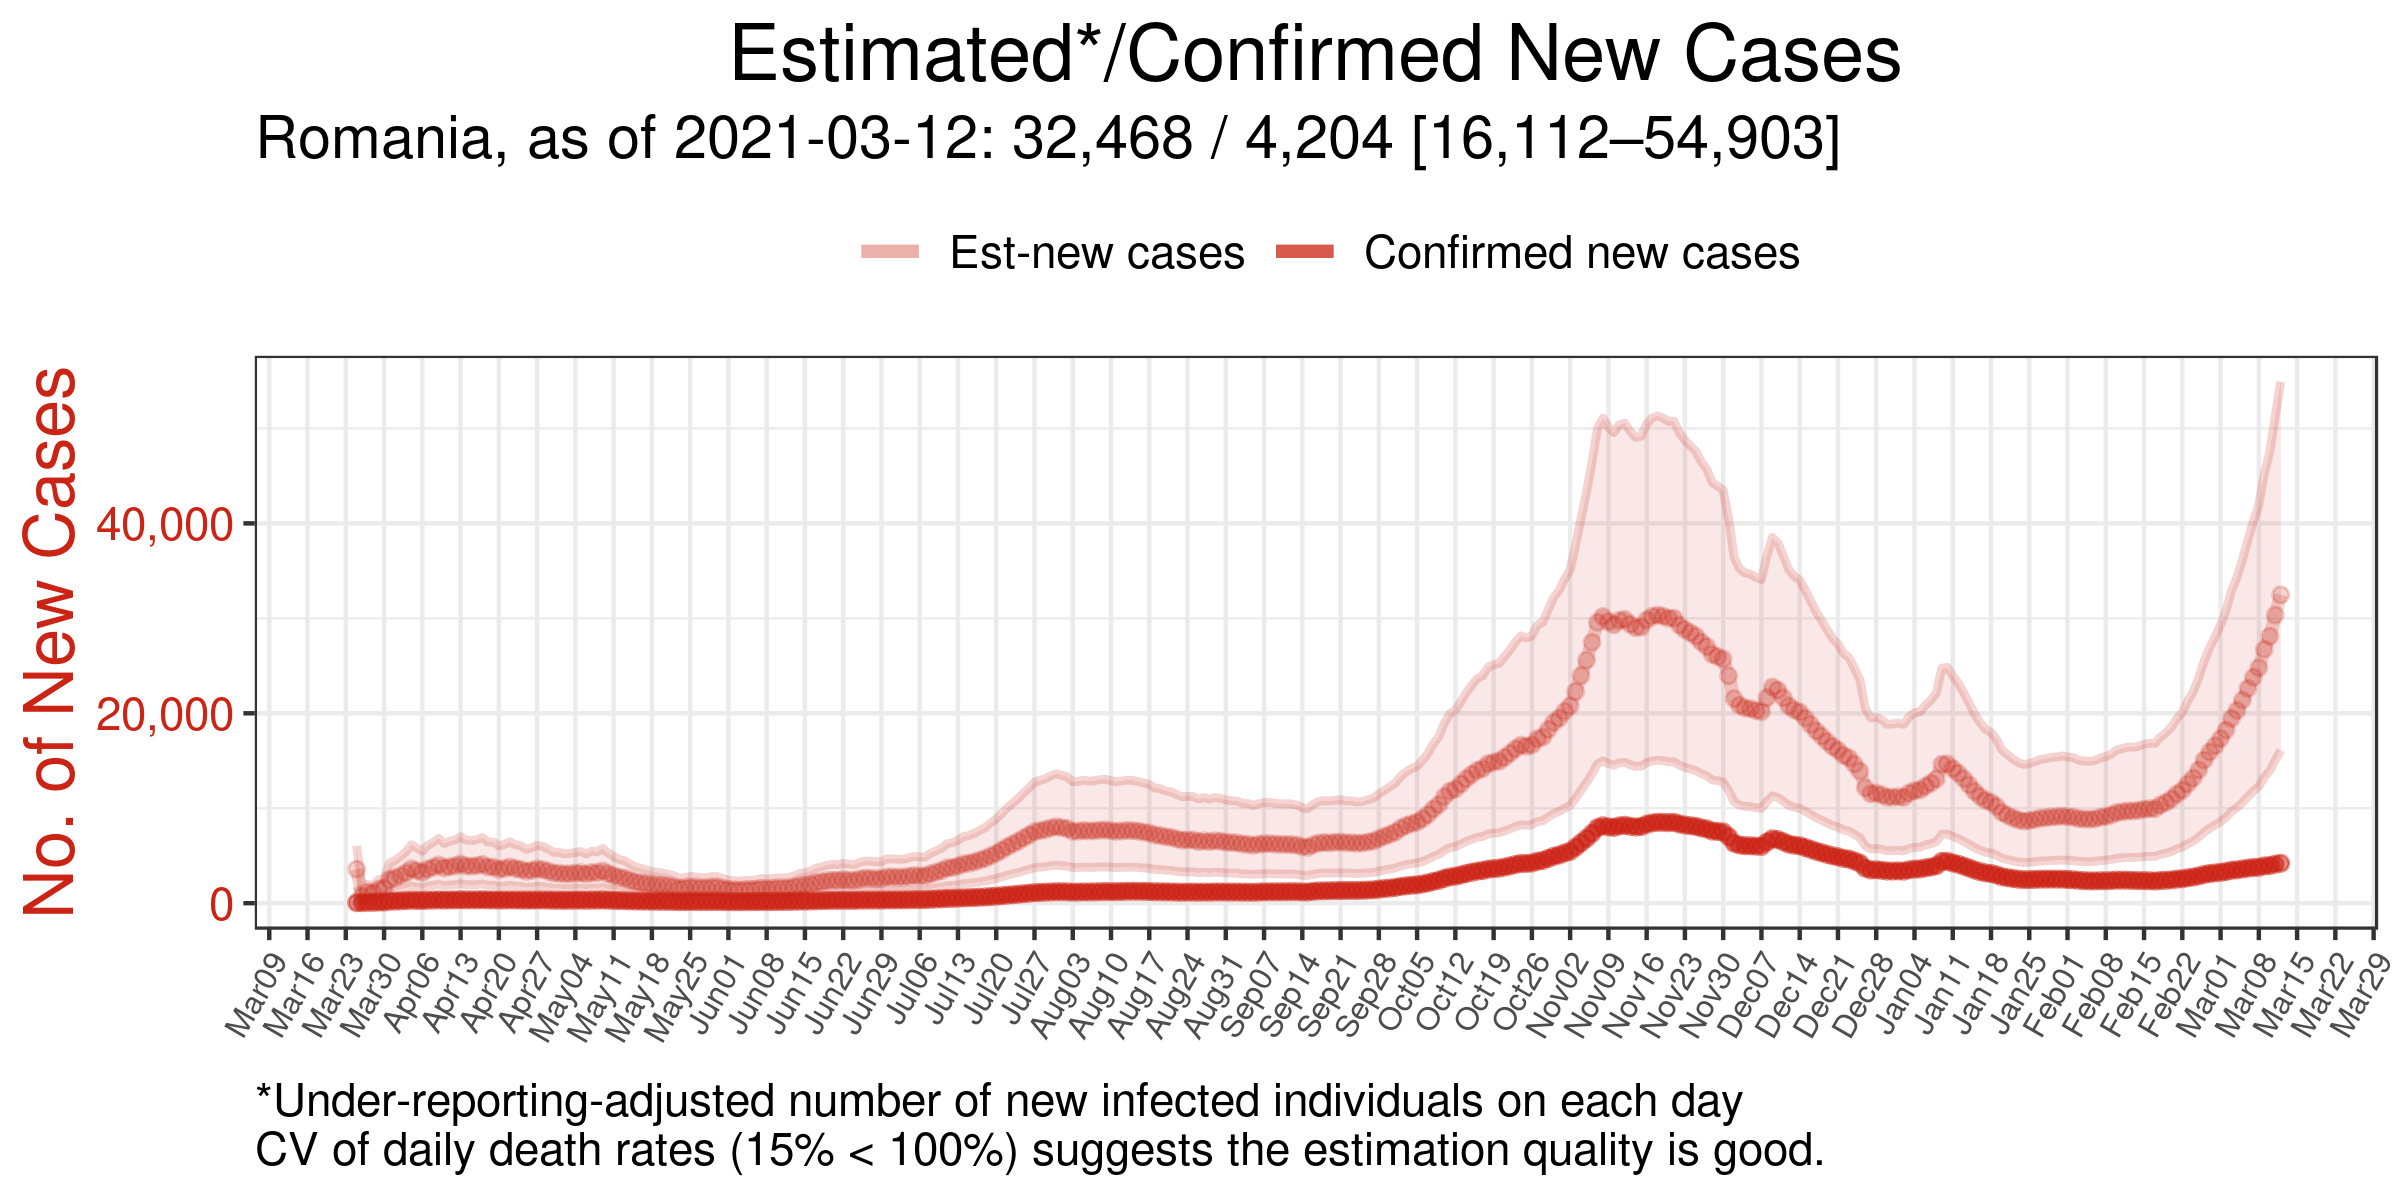 Estimated*/Confirmed New Cases
Romania, as of 2021-03-12: 32,468 / 4,204 [16,112–54,903]
Est-new cases
Confirmed new cases
No. of New Cases
40,000
20,000
0
Mar09
Mar16
Mar23
Mar30
Apr06
Apr13
Apr20
Apr27
May04
May11
May18
May25
Jun01
Jun08
Jun15
Jun22
Jun29
Jul06
Jul13
Jul20
Jul27
Aug03
Aug10
Aug17
Aug24
Aug31
Sep07
Sep14
Sep21
Sep28
Oct05
Oct12
Oct19
Oct26
Nov02
Nov09
Nov16
Nov23
Nov30
Dec07
Dec14
Dec21
Dec28
Jan04
Jan11
Jan18
Jan25
Feb01
Feb08
Feb15
Feb22
Mar01
Mar08
Mar15
Mar22
Mar29
*Under-reporting-adjusted number of new infected individuals on each day
CV of daily death rates (15% < 100%) suggests the estimation quality is good.